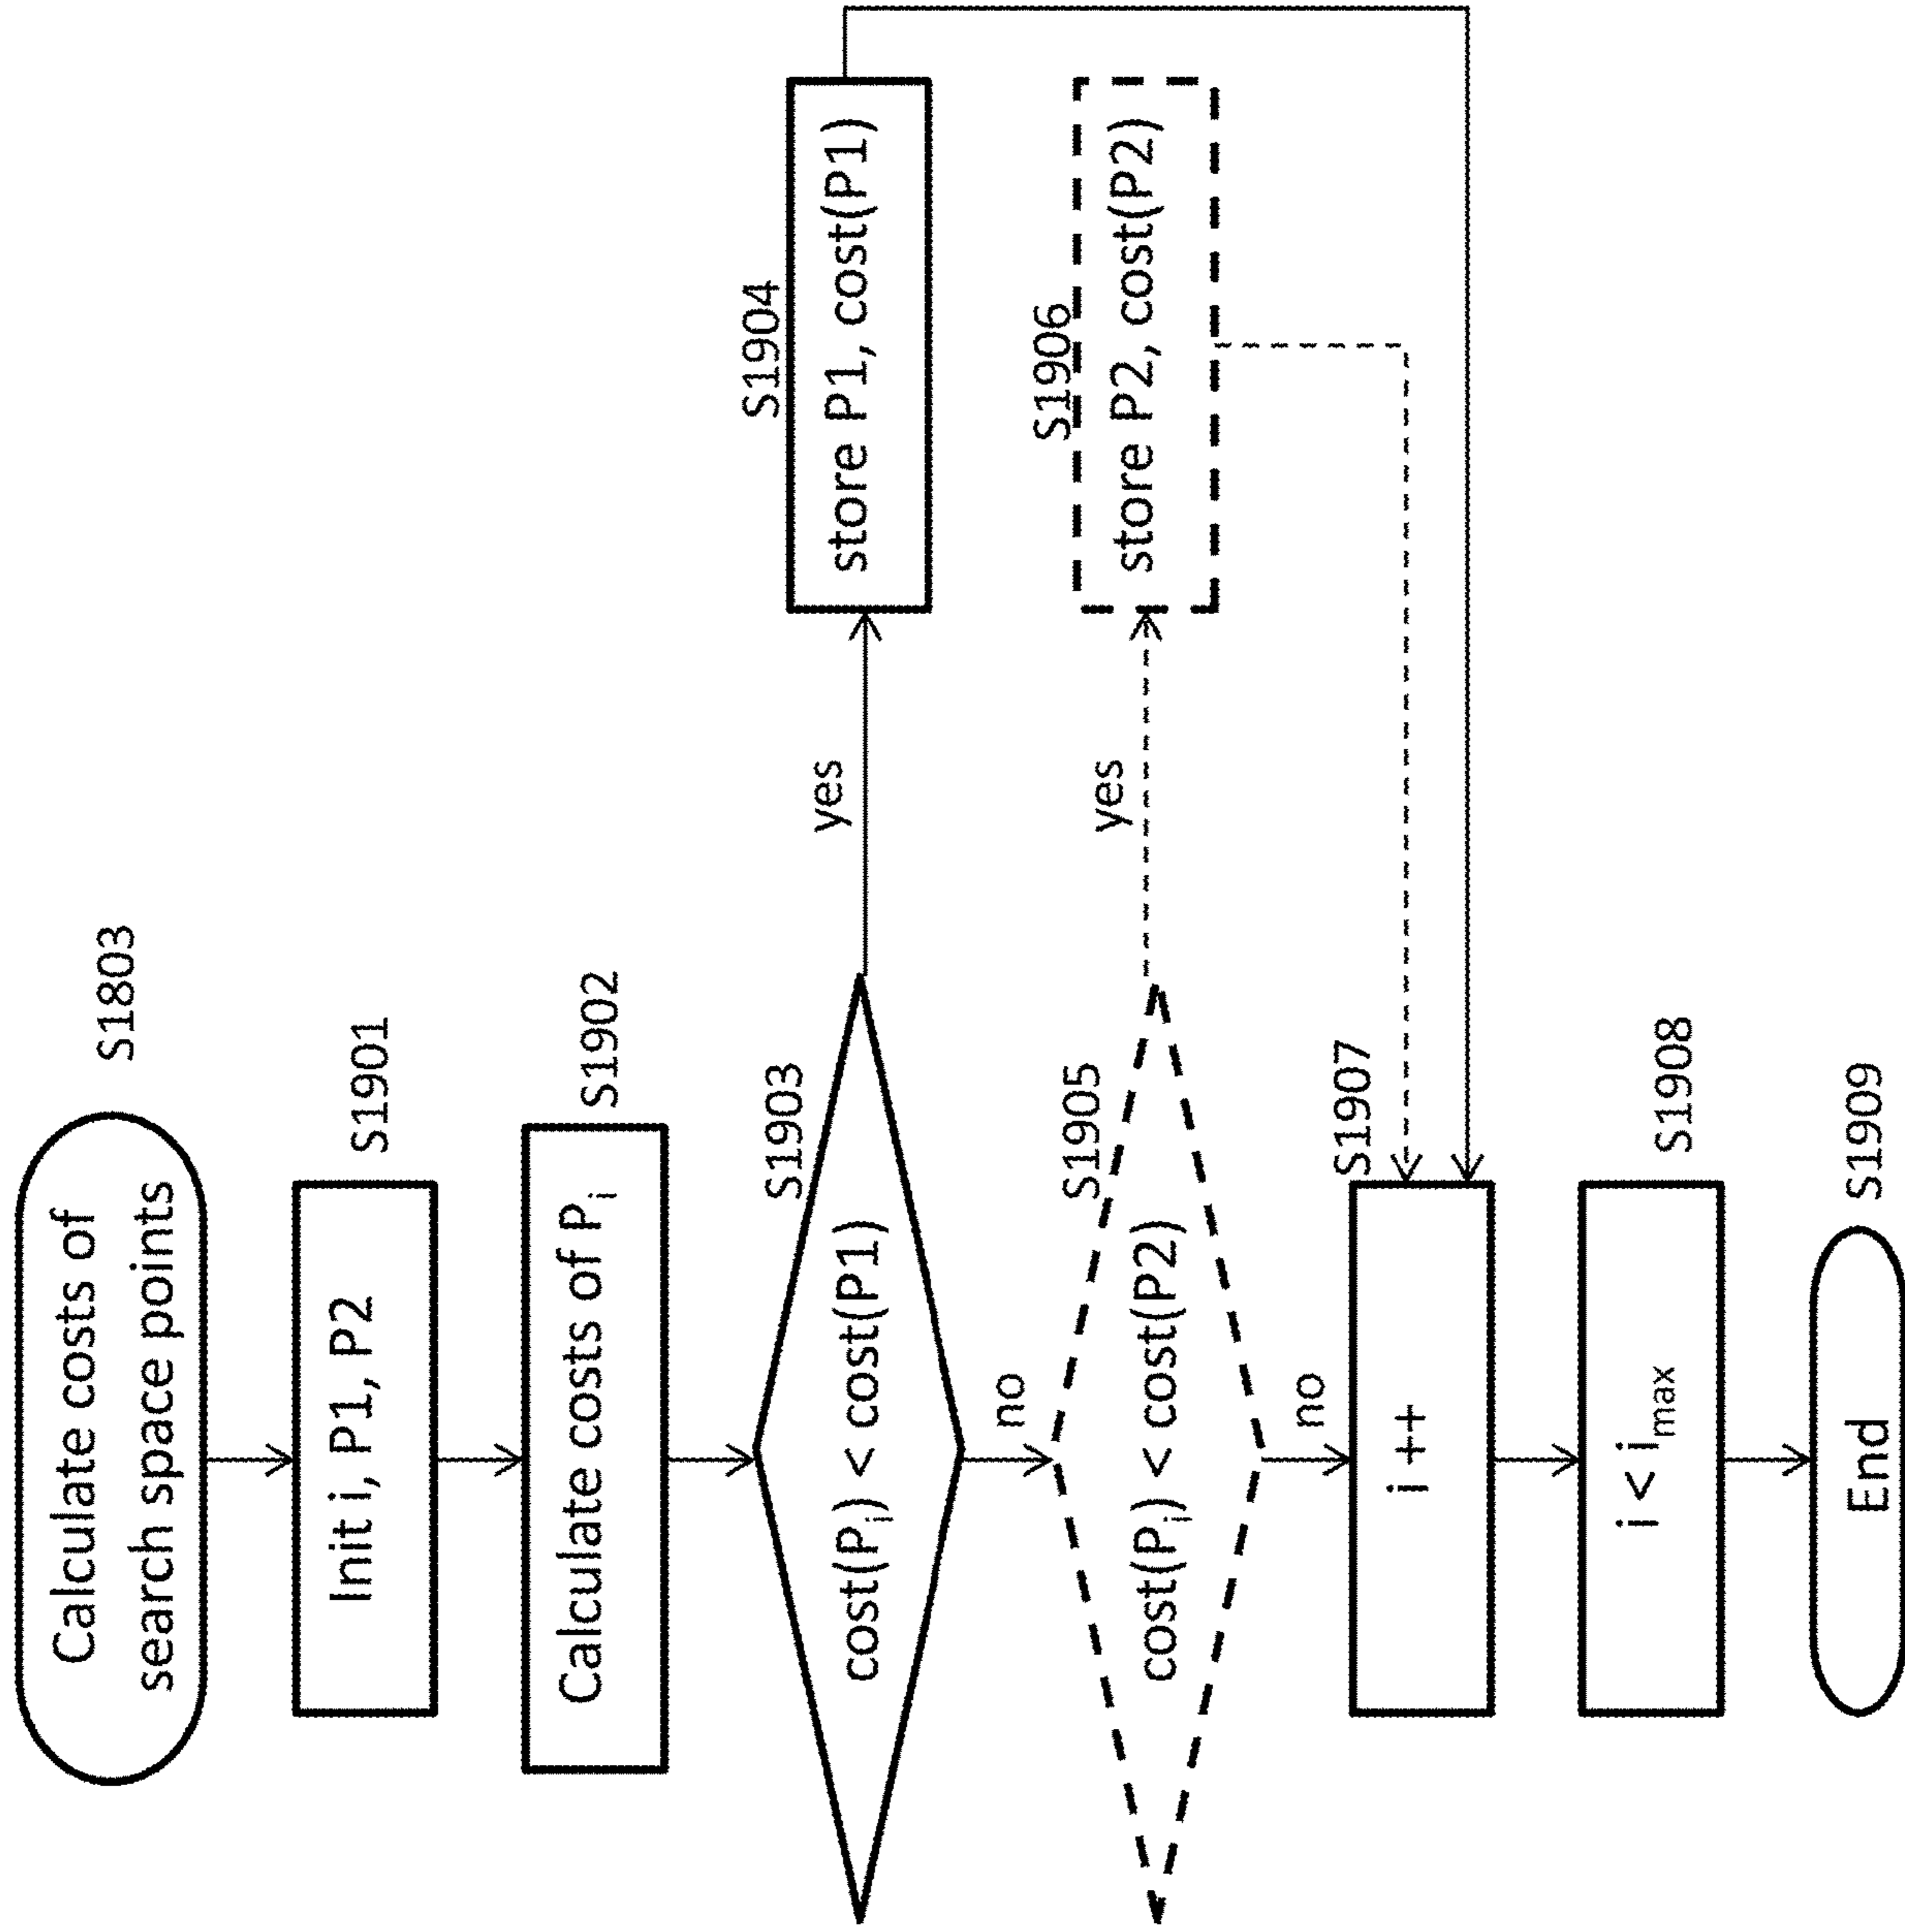 Calculate costs of
search space points
S1803
Init i, P1, P2
S1901
Calculate costs of Pᵢ
S1902
S1903
cost(Pᵢ) < cost(P1)
yes
S1904
store P1, cost(P1)
no
S1905
cost(Pᵢ) < cost(P2)
yes
S1906
store P2, cost(P2)
no
S1907
i ++
S1908
i < imax
S1909
End